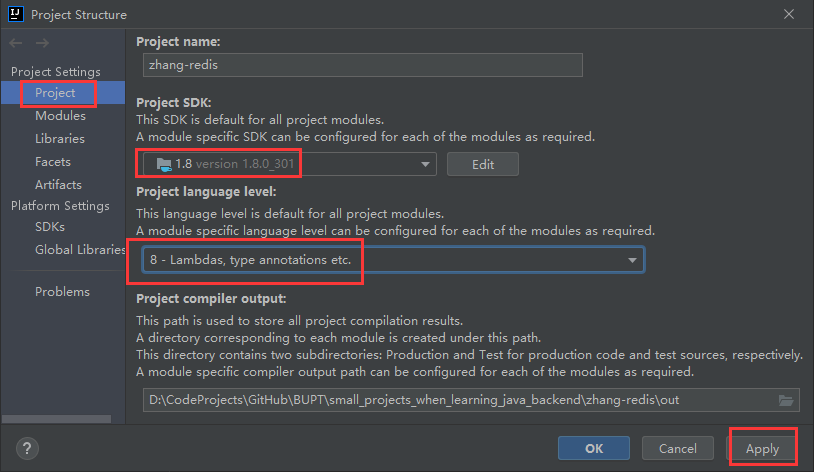 IJ
Project Structure
Project Settings
Project
Modules
Libraries
Facets
Artifacts
Platform Settings
SDKs
Global Libraries
Problems
Project name:
zhang-redis
Project SDK:
This SDK is default for all project modules.
A module specific SDK can be configured for each of the modules as required.
1.8 version 1.8.0_301
Edit
Project language level:
This language level is default for all project modules.
A module specific language level can be configured for each of the modules as required.
8 - Lambdas, type annotations etc.
Project compiler output:
This path is used to store all project compilation results.
A directory corresponding to each module is created under this path.
This directory contains two subdirectories: Production and Test for production code and test sources, respectively.
A module specific compiler output path can be configured for each of the modules as required.
D:\CodeProjects\GitHub\BUPT\small_projects_when_learning_java_backend\zhang-redis\out
?
OK
Cancel
Apply